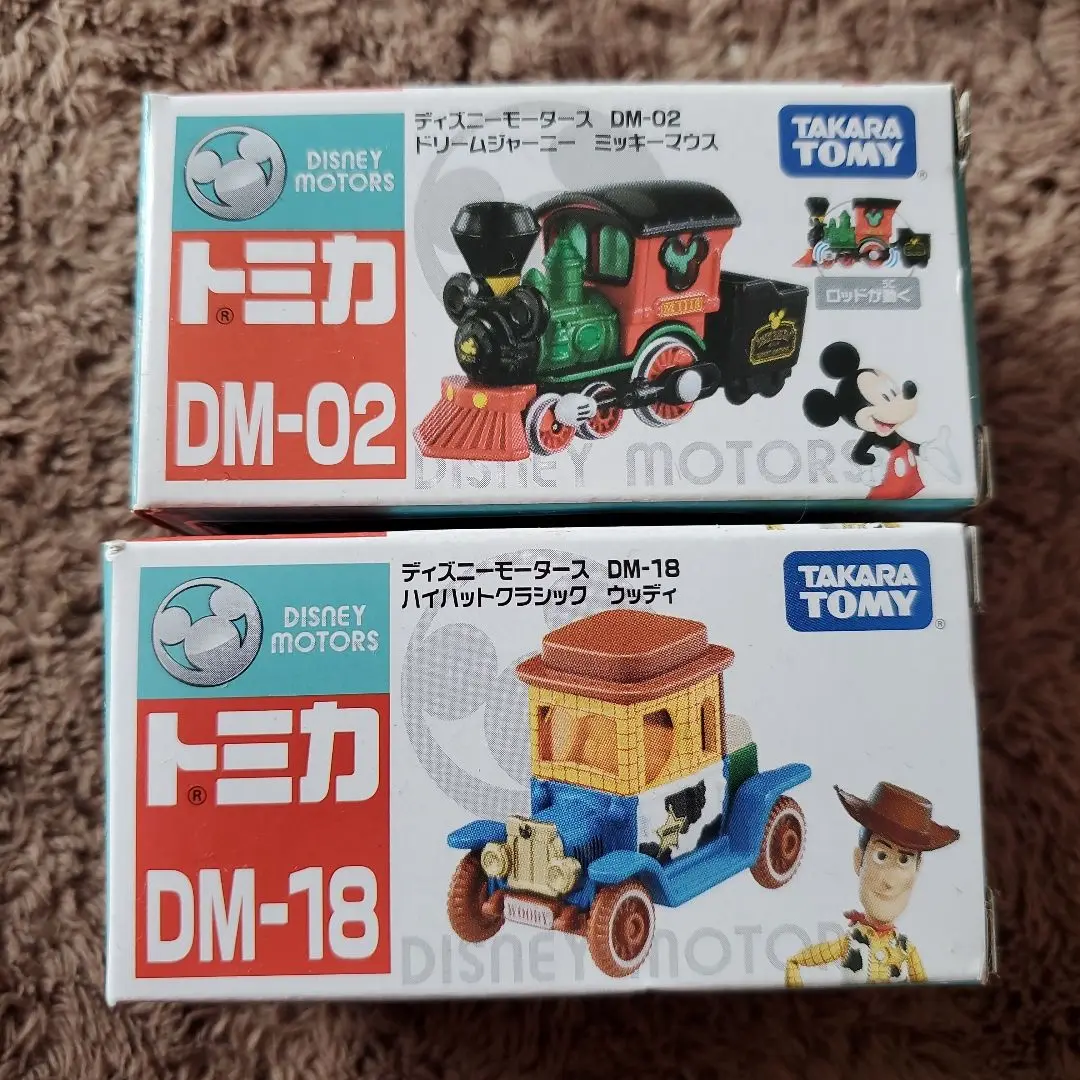 DISNEY
MOTORS
トミカ®
DM-02
ディズニーモータース DM-02
ドリームジャーニー ミッキーマウス
TAKARA
TOMY®
ロッドが動く
DISNEY MOTORS
DISNEY
MOTORS
トミカ®
DM-18
ディズニーモータース DM-18
ハイハットクラシック ウッディ
TAKARA
TOMY®
WOODY
DISNEY MOTORS